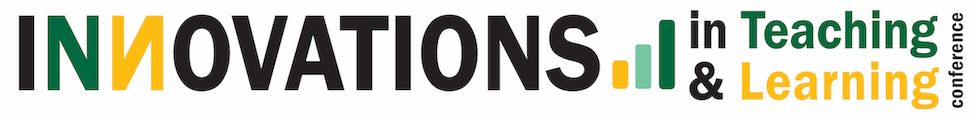 INNOVATIONS
in Teaching
& Learning
conference